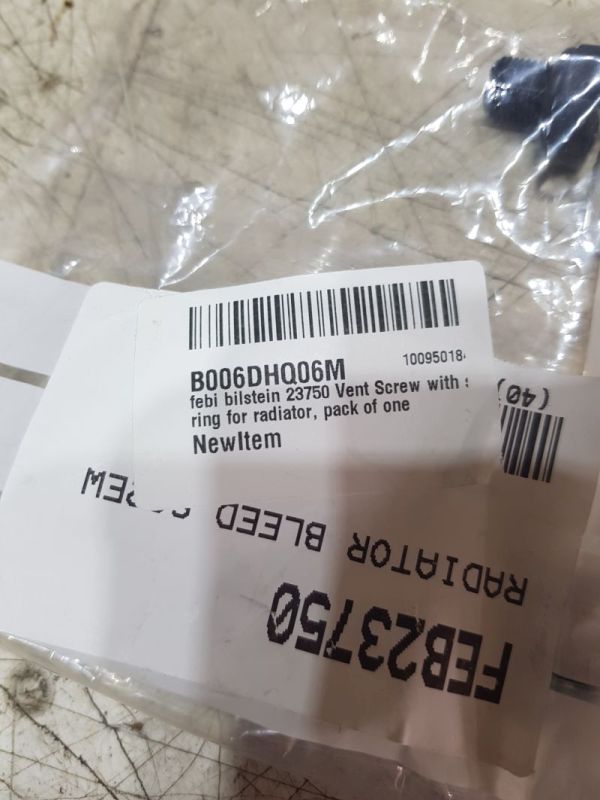 B006DHQ06M
10095018
febi bilstein 23750 Vent Screw with
ring for radiator, pack of one
NewItem
(40)
RADIATOR BLEED
FEB23750